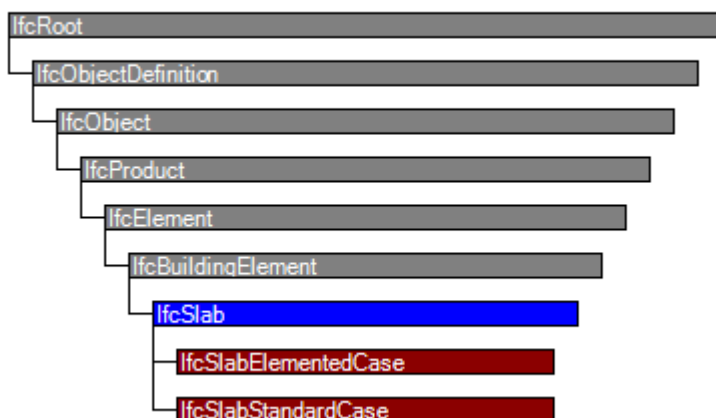 IfcRoot
IfcObjectDefinition
IfcObject
IfcProduct
IfcElement
IfcBuildingElement
IfcSlab
IfcSlabElementedCase
IfcSlabStandardCase